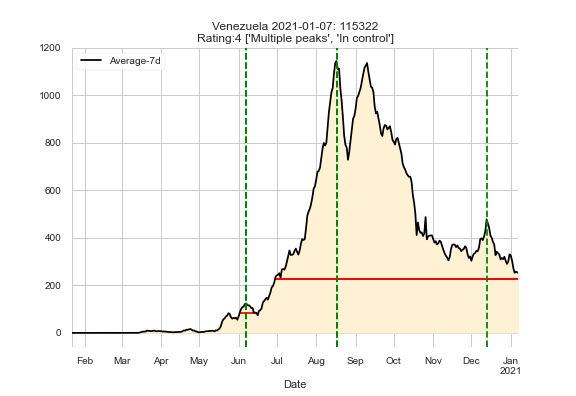 Venezuela 2021-01-07: 115322
Rating:4 ['Multiple peaks', 'In control']
Average-7d
1200
1000
800
600
400
200
0
Feb Mar Apr May Jun Jul Aug Sep Oct Nov Dec Jan
2021
Date